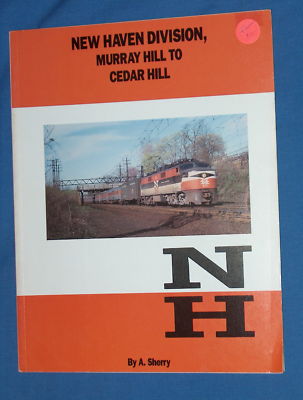 NEW HAVEN DIVISION,
MURRAY HILL TO
CEDAR HILL
N
H
By A. Sherry